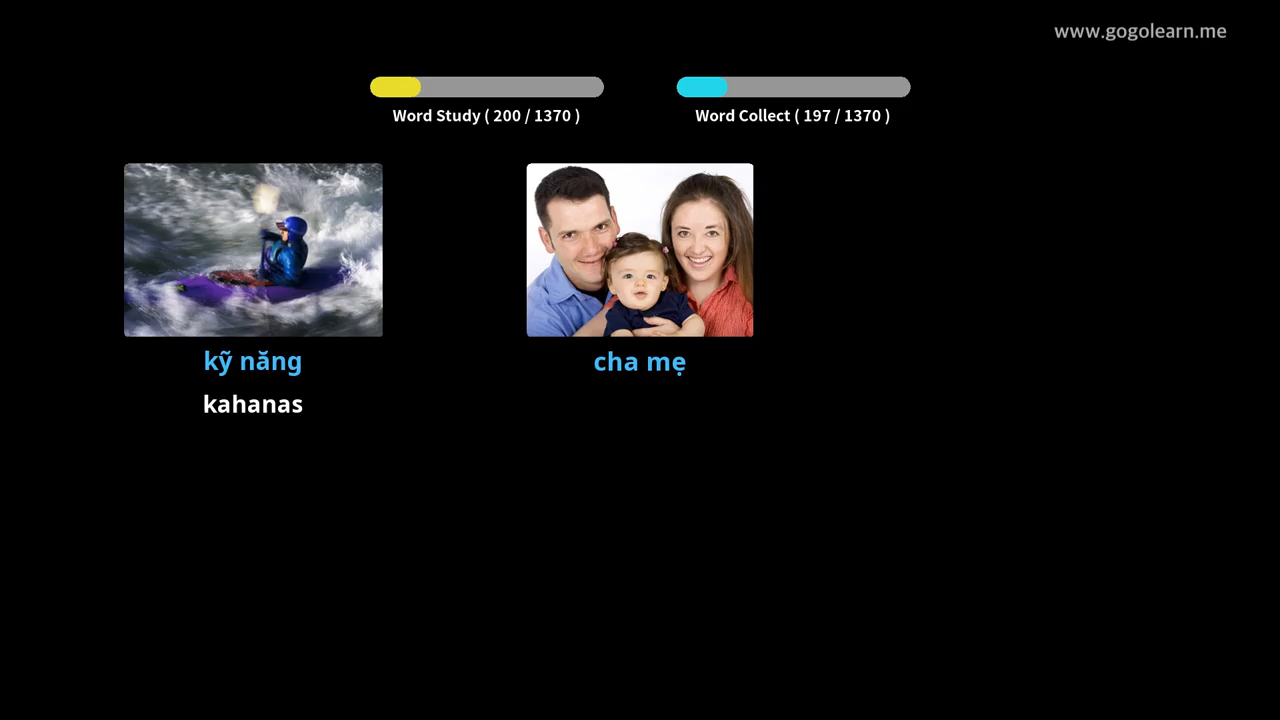 www.gogolearn.me
Word Study ( 200 / 1370 )
Word Collect ( 197 / 1370 )
kỹ năng
cha mẹ
kahanas